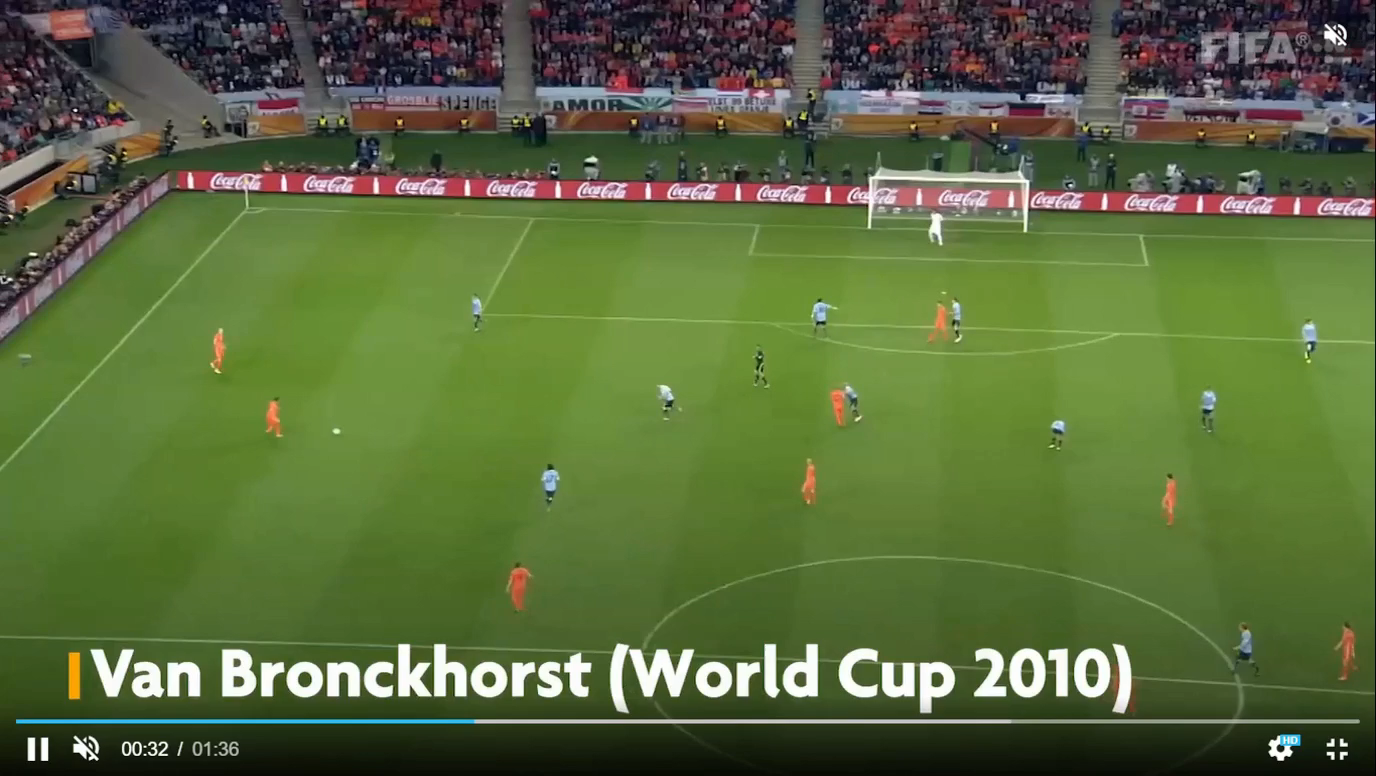 FIFA®
GROBLIE SPENGE
AMOR
Coca-Cola Coca-Cola Coca-Cola Coca-Cola Coca-Cola Coca-Cola Coca-Cola Coca-Cola Coca-Cola Coca-Cola Coca-Cola Coca-Cola Coca-Cola
Van Bronckhorst (World Cup 2010)
00:32 / 01:36
HD